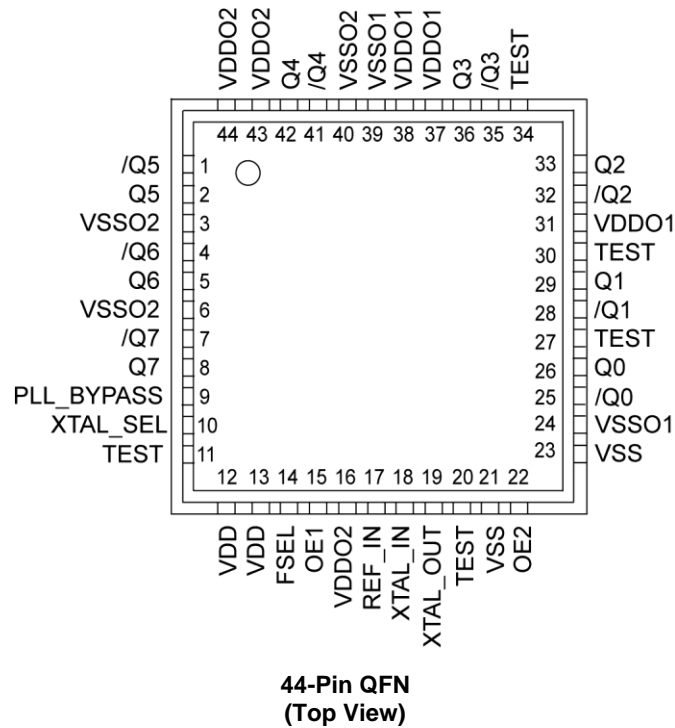 VDDO2
VDDO2
Q4
/Q4
VSSO2
VSSO1
VDDO1
VDDO1
Q3
/Q3
TEST
44 43 42 41 40 39 38 37 36 35 34
/Q5 1
Q5 2
VSSO2 3
/Q6 4
Q6 5
VSSO2 6
/Q7 7
Q7 8
PLL_BYPASS 9
XTAL_SEL 10
TEST 11
33 Q2
32 /Q2
31 VDDO1
30 TEST
29 Q1
28 /Q1
27 TEST
26 Q0
25 /Q0
24 VSSO1
23 VSS
12 13 14 15 16 17 18 19 20 21 22
VDD
VDD
FSEL
OE1
VDDO2
REF_IN
XTAL_IN
XTAL_OUT
TEST
VSS
OE2
44-Pin QFN
(Top View)